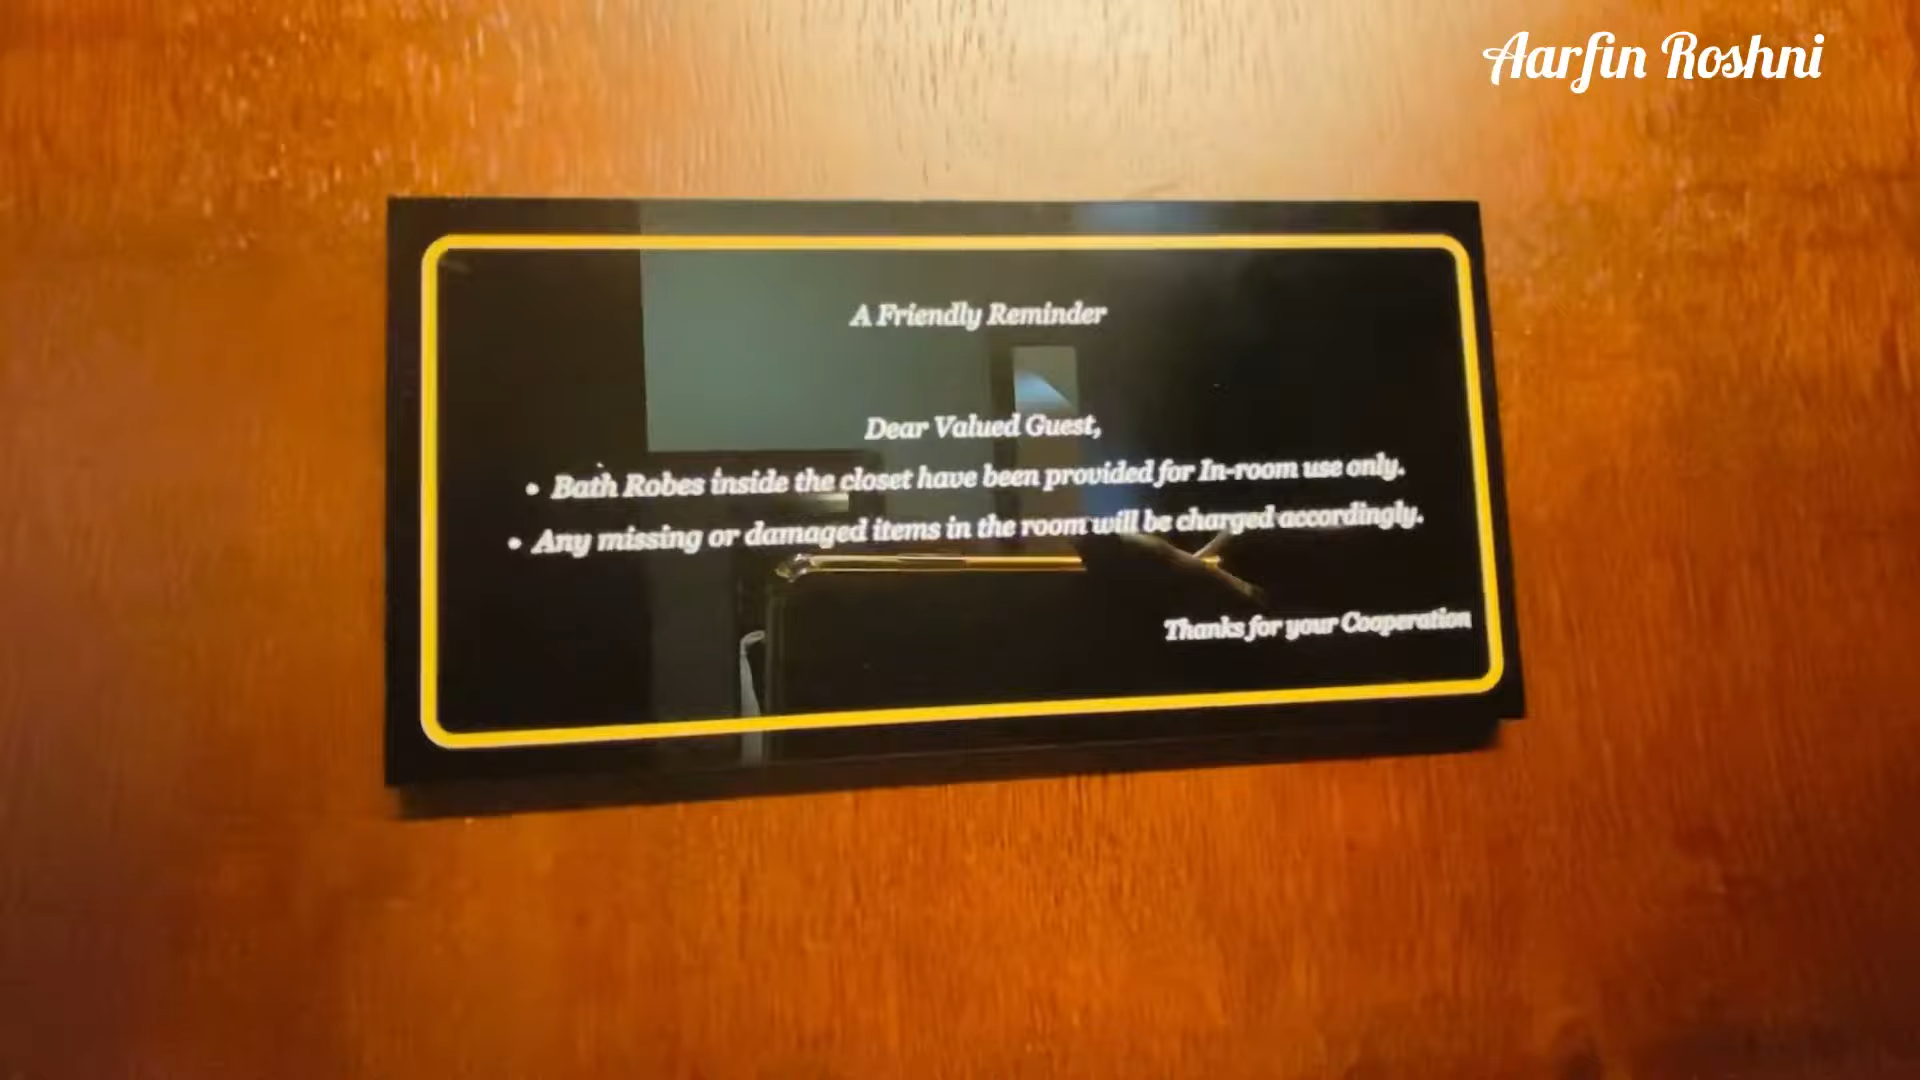 Aarfin Roshni
A Friendly Reminder
Dear Valued Guest,
• Bath Robes inside the closet have been provided for In-room use only.
• Any missing or damaged items in the room will be charged accordingly.
Thanks for your Cooperation